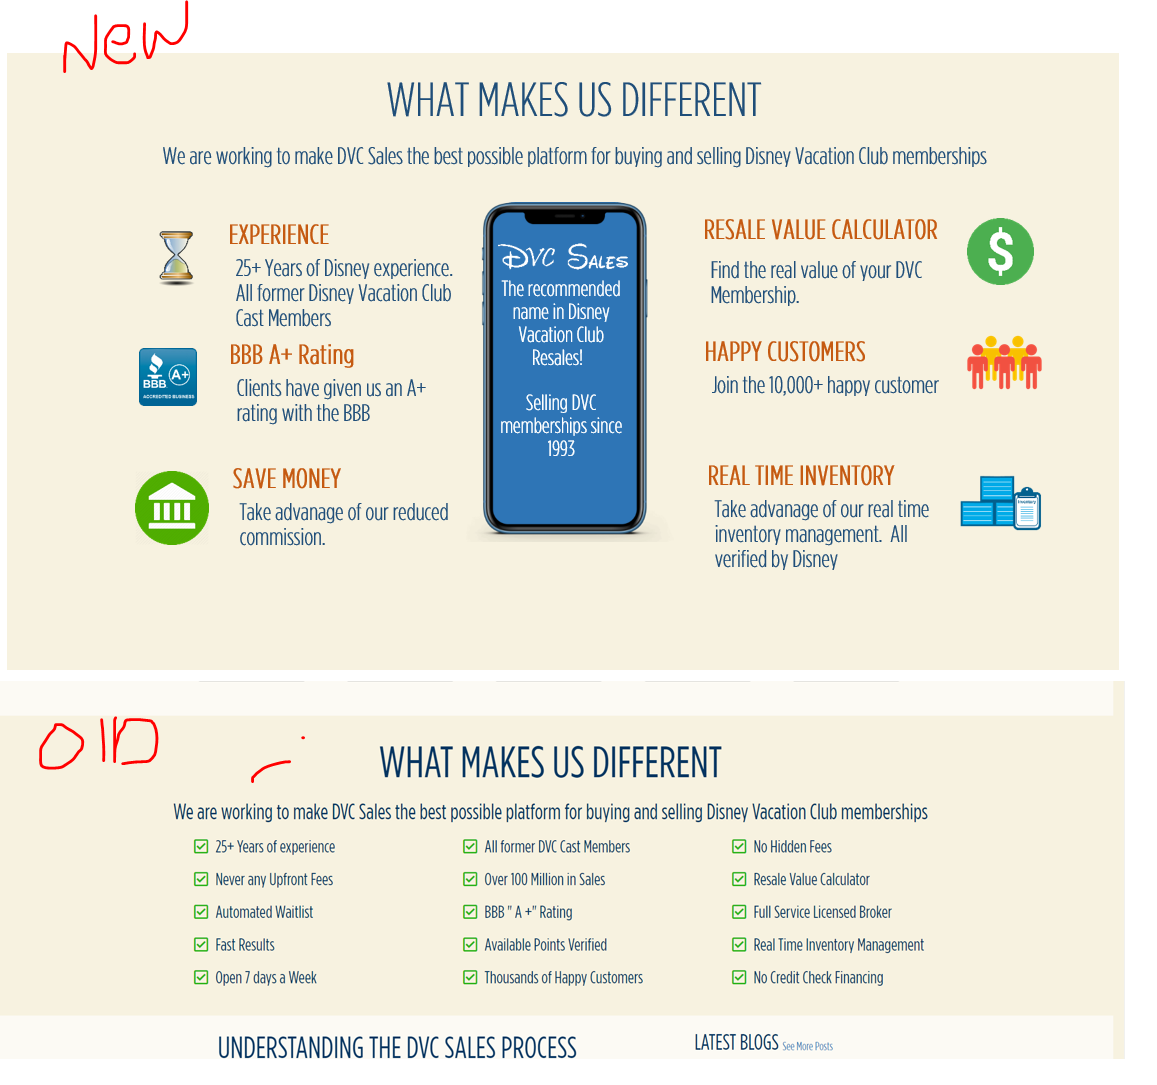 New
WHAT MAKES US DIFFERENT
We are working to make DVC Sales the best possible platform for buying and selling Disney Vacation Club memberships
EXPERIENCE
25+ Years of Disney experience.
All former Disney Vacation Club
Cast Members
BBB
A+
ACCREDITED BUSINESS
BBB A+ Rating
Clients have given us an A+
rating with the BBB
SAVE MONEY
Take advanage of our reduced
commission.
DVC SALES
The recommended
name in Disney
Vacation Club
Resales!
Selling DVC
memberships since
1993
RESALE VALUE CALCULATOR
Find the real value of your DVC
Membership.
$
HAPPY CUSTOMERS
Join the 10,000+ happy customer
REAL TIME INVENTORY
Take advanage of our real time
inventory management.  All
verified by Disney
Inventory
OlD
WHAT MAKES US DIFFERENT
We are working to make DVC Sales the best possible platform for buying and selling Disney Vacation Club memberships
25+ Years of experience
Never any Upfront Fees
Automated Waitlist
Fast Results
Open 7 days a Week
All former DVC Cast Members
Over 100 Million in Sales
BBB " A +" Rating
Available Points Verified
Thousands of Happy Customers
No Hidden Fees
Resale Value Calculator
Full Service Licensed Broker
Real Time Inventory Management
No Credit Check Financing
UNDERSTANDING THE DVC SALES PROCESS
LATEST BLOGS See More Posts